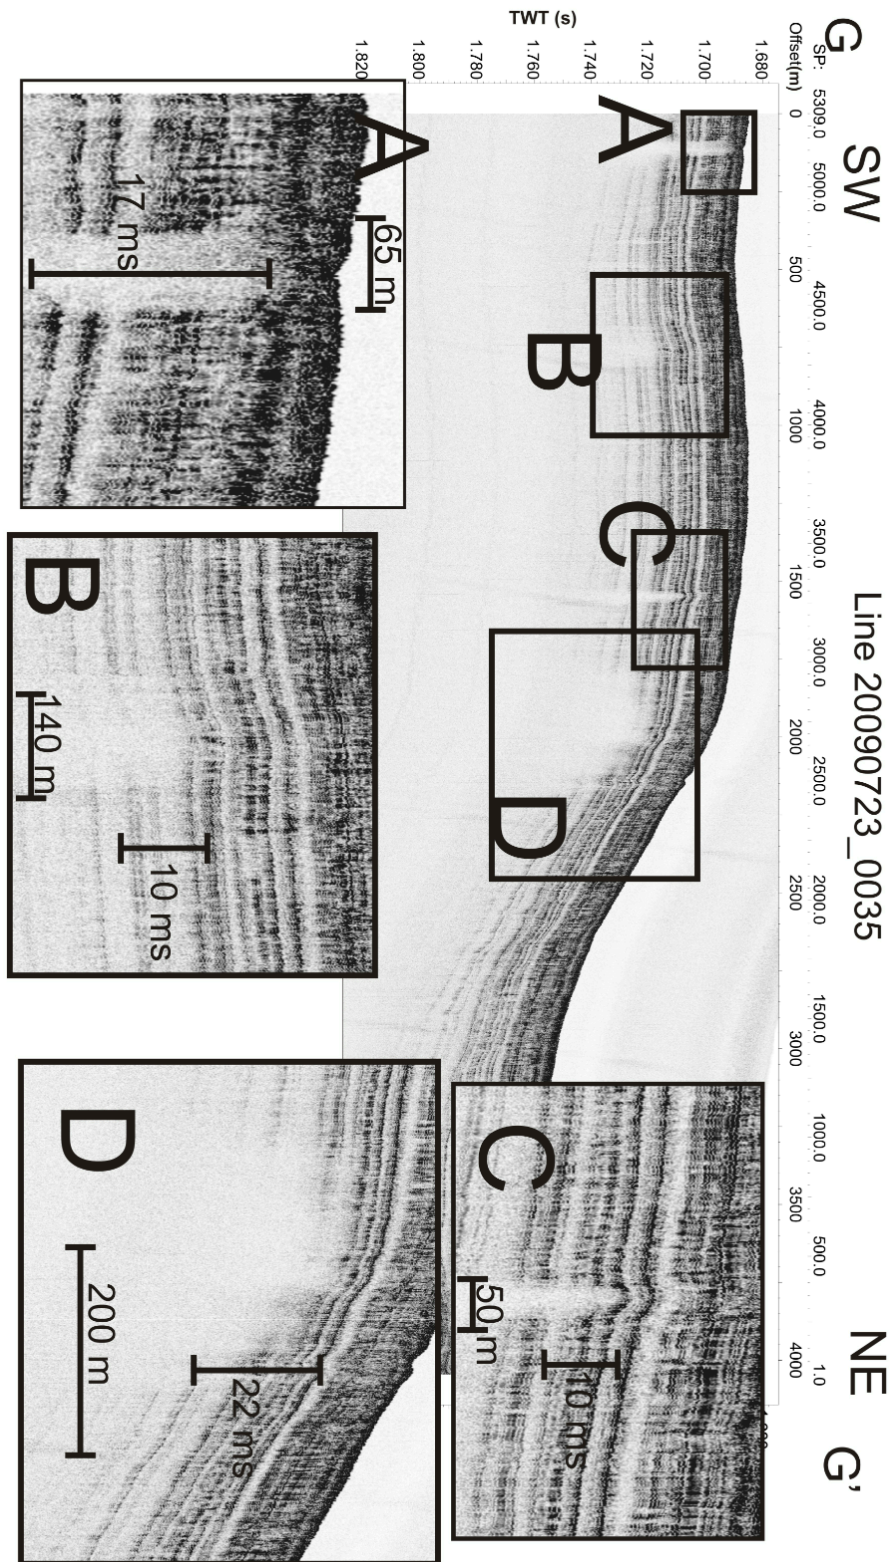 G SW Line 20090723_0035 NE G'
SP: 5309.0 5000.0 4500.0 4000.0 3500.0 3000.0 2500.0 2000.0 1500.0 1000.0 500.0 1.0
Offset(m) 0 500 1000 1500 2000 2500 3000 3500 4000
1.680
1.700
1.720
1.740
1.760
1.780
1.800
1.820
TWT (s)
A
B
C
D
A
65 m
17 ms
B
140 m
10 ms
C
50 m
10 ms
D
200 m
22 ms